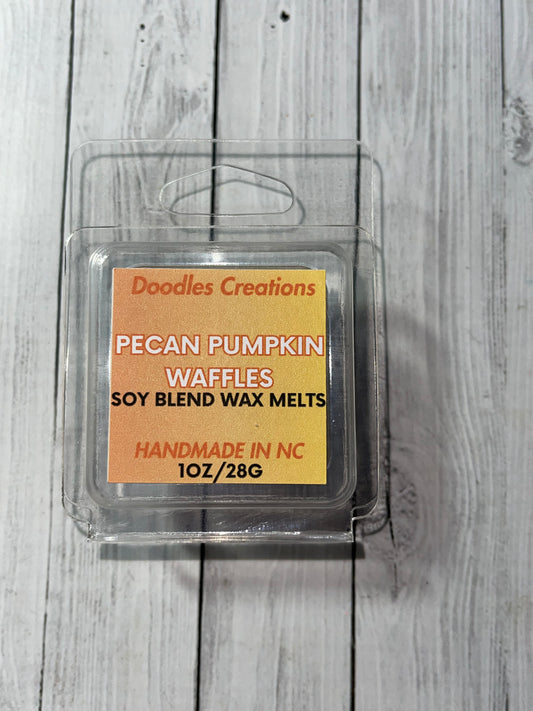 Doodles Creations
PECAN PUMPKIN
WAFFLES
SOY BLEND WAX MELTS
HANDMADE IN NC
1OZ/28G